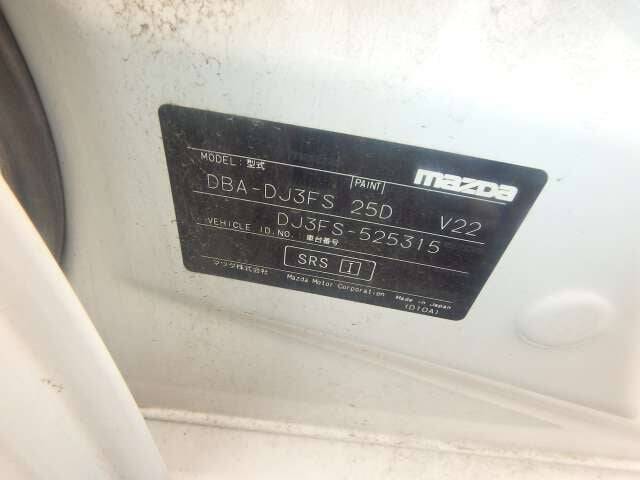 mazda
MODEL: 型式 PAINT
DBA-DJ3FS 25D V22
DJ3FS-525315
VEHICLE ID.NO. 車台番号
SRS I
マツダ株式会社 Mazda Motor Corporation Made in Japan
(D10A)